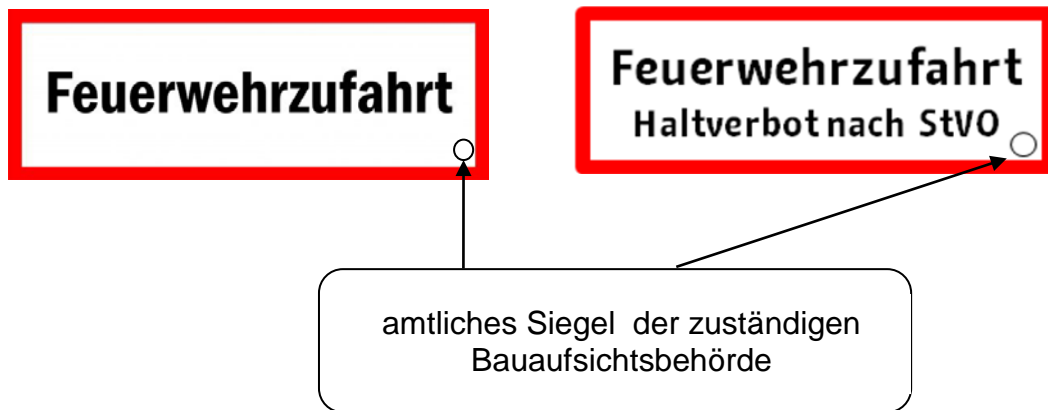 Feuerwehrzufahrt
Feuerwehrzufahrt
Haltverbot nach StVO
amtliches Siegel der zuständigen
Bauaufsichtsbehörde